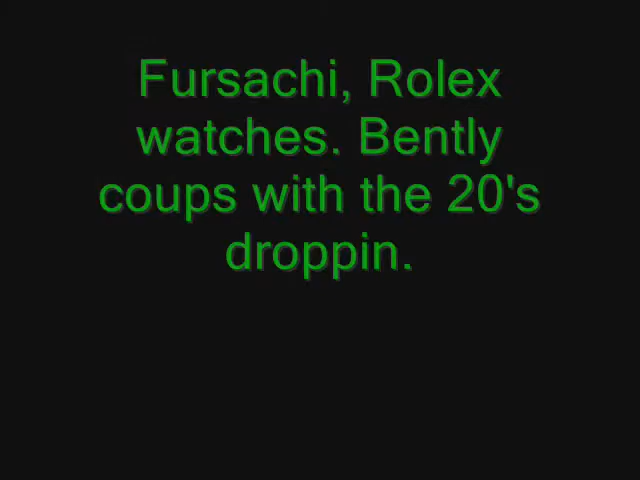 Fursachi, Rolex
watches. Bently
coups with the 20's
droppin.